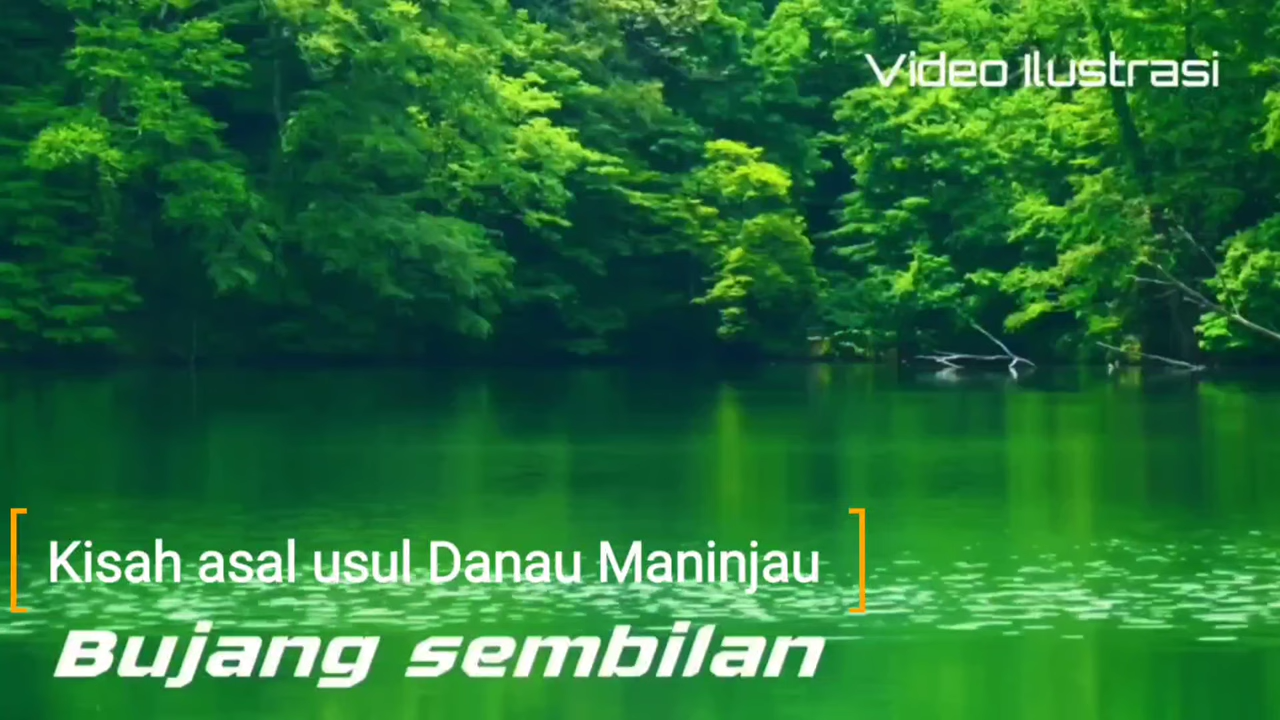 Video Ilustrasi
Kisah asal usul Danau Maninjau
Bujang sembilan